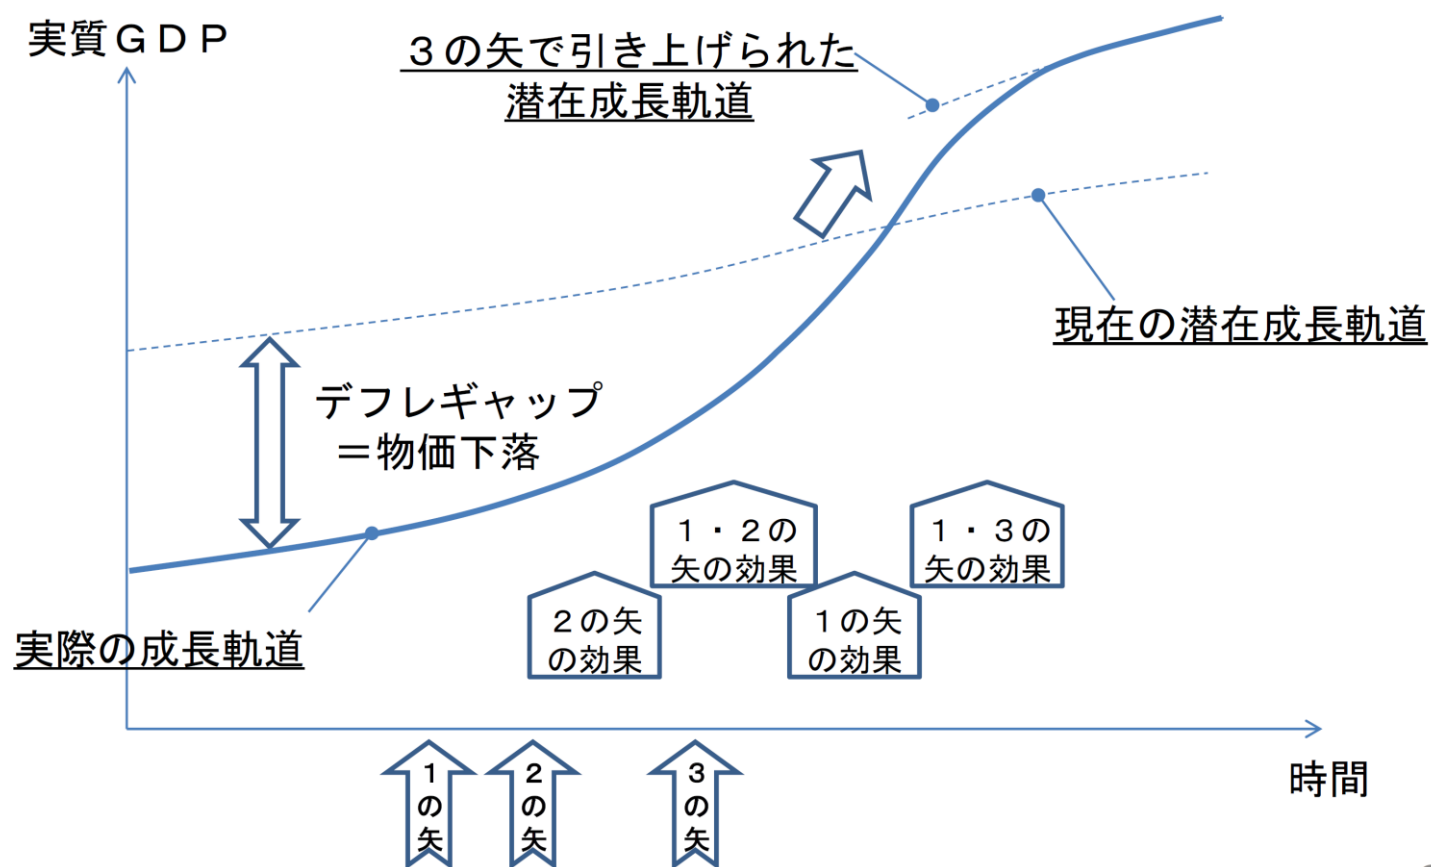 実質ＧＤＰ
３の矢で引き上げられた
潜在成長軌道
現在の潜在成長軌道
デフレギャップ
＝物価下落
実際の成長軌道
１・２の
矢の効果
１・３の
矢の効果
２の矢
の効果
１の矢
の効果
時間
１の矢
２の矢
３の矢